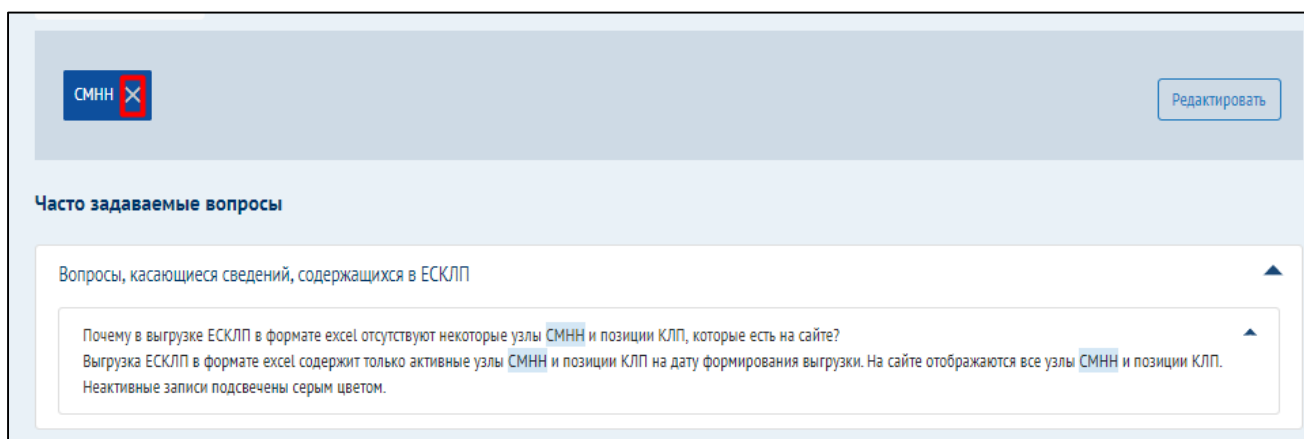 СМНН
Редактировать
Часто задаваемые вопросы
Вопросы, касающиеся сведений, содержащихся в ЕСКЛП
Почему в выгрузке ЕСКЛП в формате excel отсутствуют некоторые узлы СМНН и позиции КЛП, которые есть на сайте?
Выгрузка ЕСКЛП в формате excel содержит только активные узлы СМНН и позиции КЛП на дату формирования выгрузки. На сайте отображаются все узлы СМНН и позиции КЛП.
Неактивные записи подсвечены серым цветом.